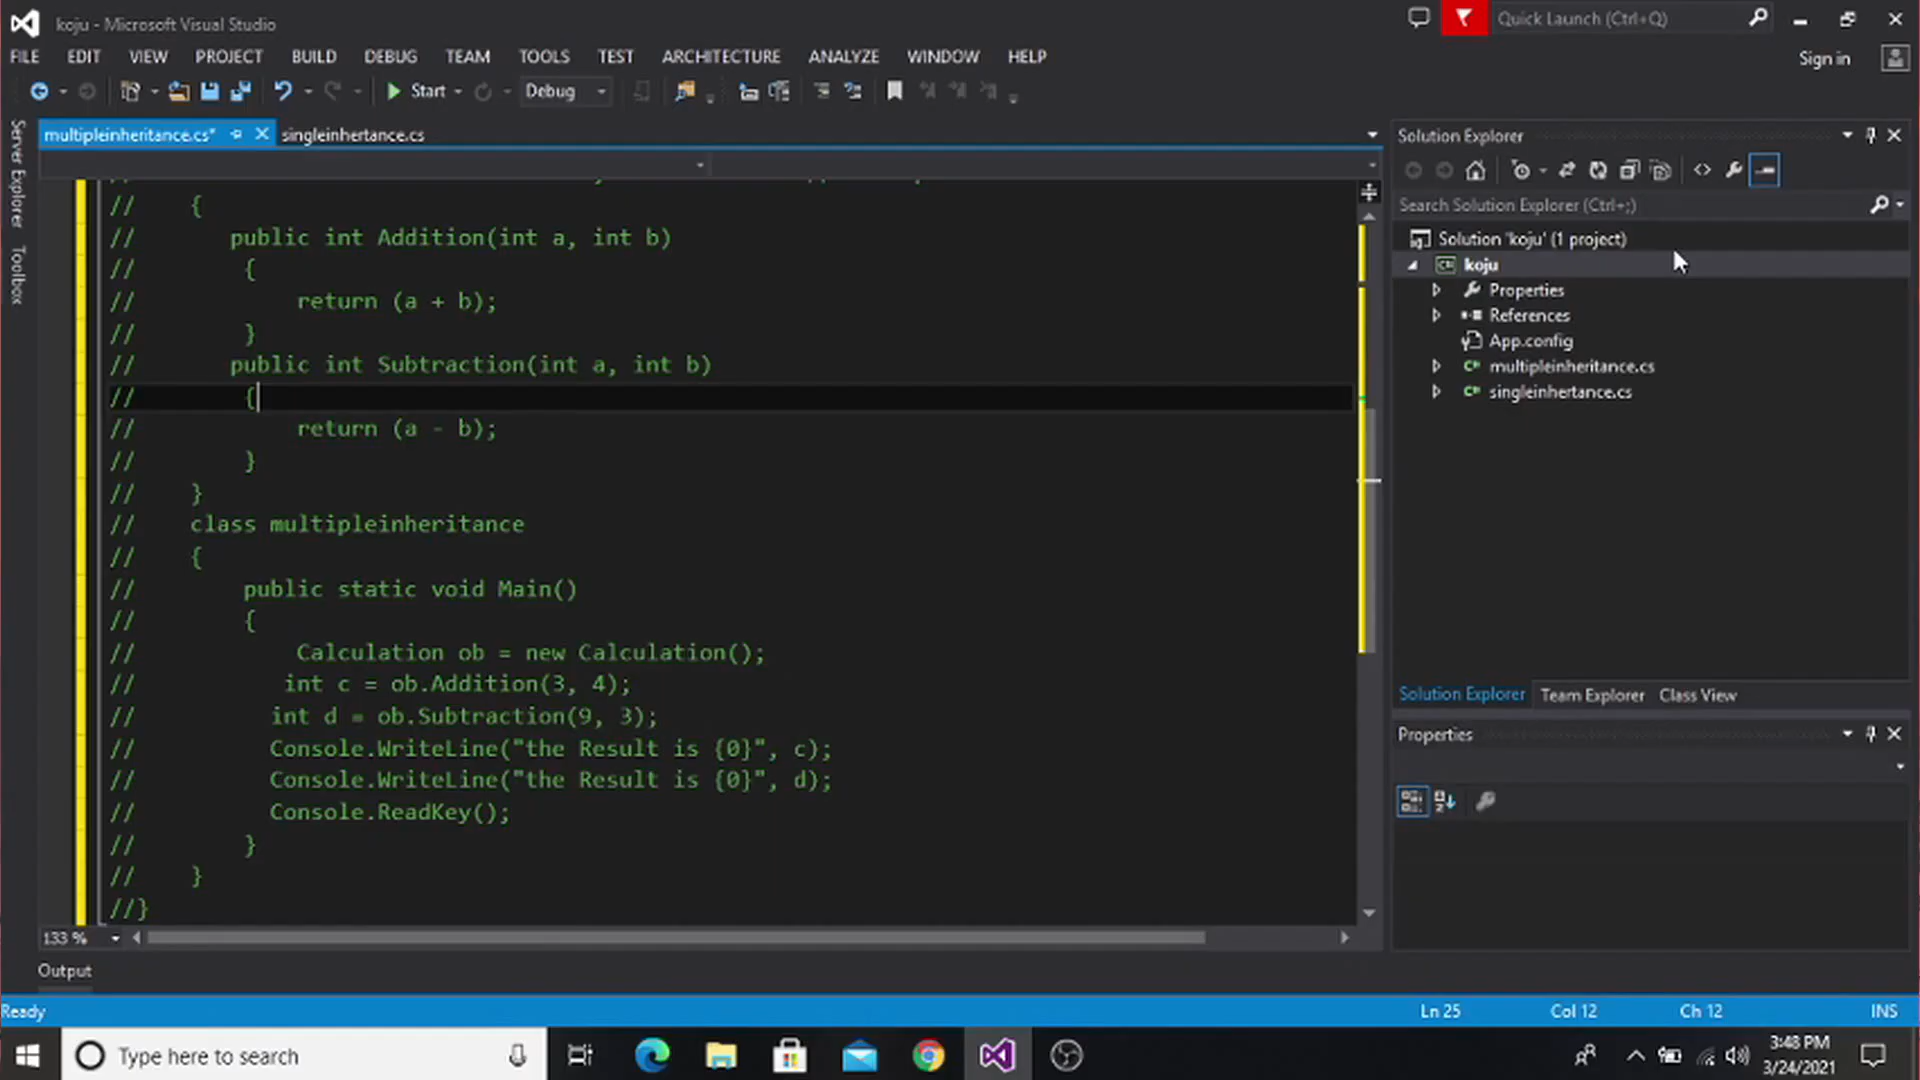 koju - Microsoft Visual Studio
Quick Launch (Ctrl+Q)
FILE EDIT VIEW PROJECT BUILD DEBUG TEAM TOOLS TEST ARCHITECTURE ANALYZE WINDOW HELP
Sign in
Start Debug
Server Explorer
Toolbox
multipleinheritance.cs* singleinhertance.cs
// {
// public int Addition(int a, int b)
// {
// return (a + b);
// }
// public int Subtraction(int a, int b)
// {
// return (a - b);
// }
// }
// class multipleinheritance
// {
// public static void Main()
// {
// Calculation ob = new Calculation();
// int c = ob.Addition(3, 4);
// int d = ob.Subtraction(9, 3);
// Console.WriteLine("the Result is {0}", c);
// Console.WriteLine("the Result is {0}", d);
// Console.ReadKey();
// }
// }
//}
133 %
Output
Solution Explorer
Search Solution Explorer (Ctrl+;)
Solution 'koju' (1 project)
koju
Properties
References
App.config
multipleinheritance.cs
singleinhertance.cs
Solution Explorer Team Explorer Class View
Properties
Ready
Ln 25 Col 12 Ch 12 INS
Type here to search
3:48 PM
3/24/2021